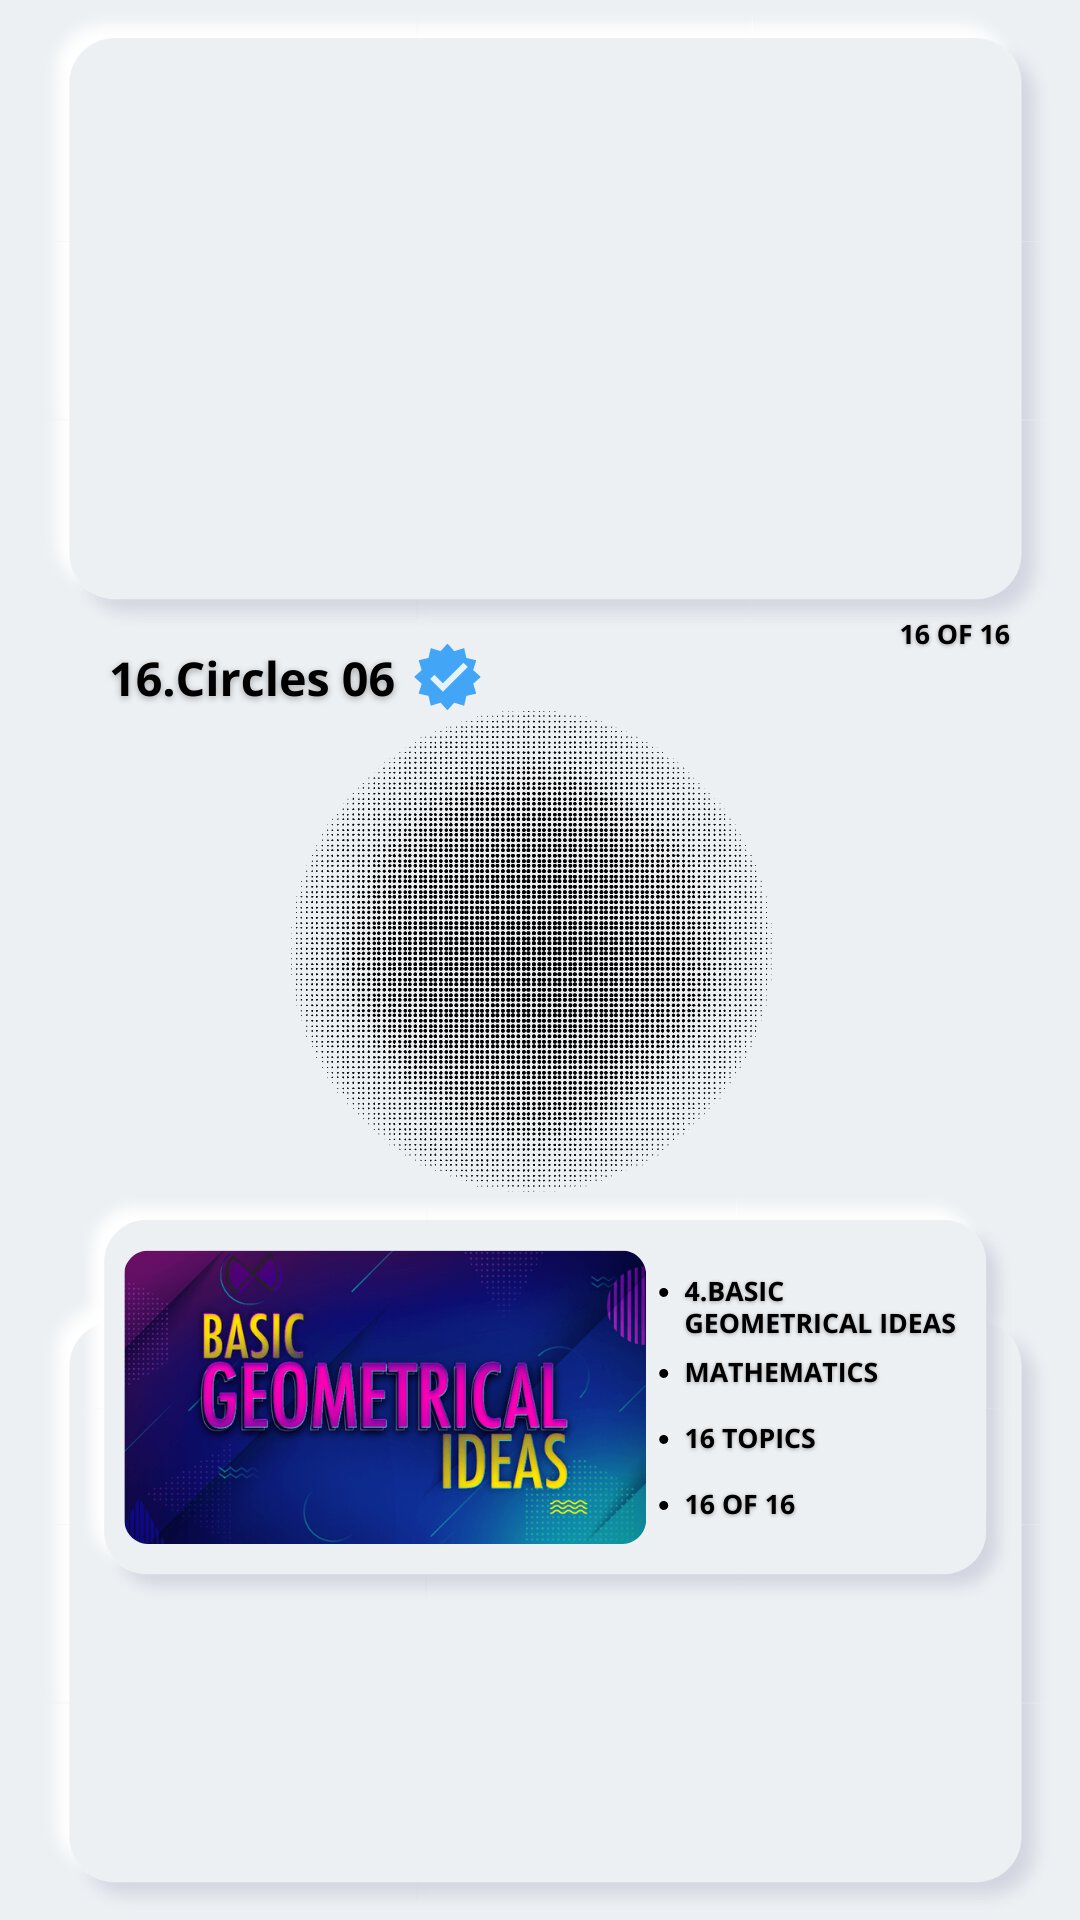 16 OF 16
16.Circles 06
BASIC
GEOMETRICAL
IDEAS
4.BASIC
GEOMETRICAL IDEAS
MATHEMATICS
16 TOPICS
16 OF 16